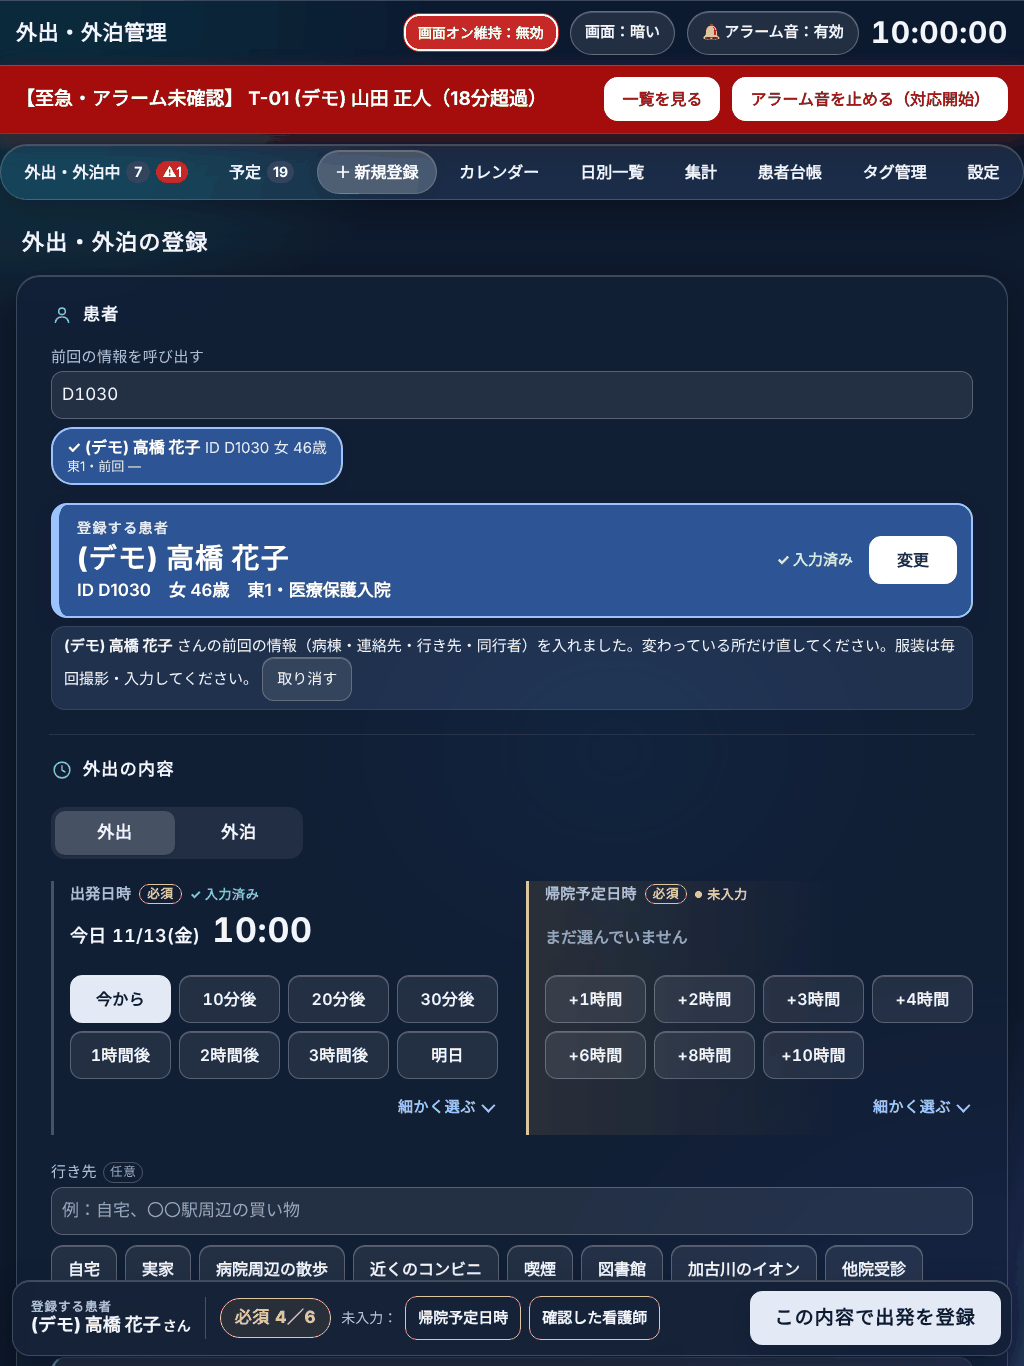 外出・外泊管理
画面オン維持：無効
画面：暗い
🔔 アラーム音：有効
10:00:00
【至急・アラーム未確認】 T-01 (デモ) 山田 正人（18分超過）
一覧を見る
アラーム音を止める（対応開始）
外出・外泊中 7 ▲1
予定 19
＋ 新規登録
カレンダー
日別一覧
集計
患者台帳
タグ管理
設定
外出・外泊の登録
患者
前回の情報を呼び出す
D1030
✓ (デモ) 高橋 花子 ID D1030 女 46歳
東1・前回 —
登録する患者
(デモ) 高橋 花子
ID D1030 女 46歳 東1・医療保護入院
✓ 入力済み
変更
(デモ) 高橋 花子 さんの前回の情報（病棟・連絡先・行き先・同行者）を入れました。変わっている所だけ直してください。服装は毎
回撮影・入力してください。 取り消す
外出の内容
外出
外泊
出発日時 必須 ✓ 入力済み
今日 11/13(金) 10:00
今から
10分後
20分後
30分後
1時間後
2時間後
3時間後
明日
細かく選ぶ
帰院予定日時 必須 ● 未入力
まだ選んでいません
+1時間
+2時間
+3時間
+4時間
+6時間
+8時間
+10時間
細かく選ぶ
行き先 任意
例：自宅、〇〇駅周辺の買い物
自宅
実家
病院周辺の散歩
近くのコンビニ
喫煙
図書館
加古川のイオン
他院受診
登録する患者
(デモ) 高橋 花子 さん
必須 4／6
未入力：
帰院予定日時
確認した看護師
この内容で出発を登録